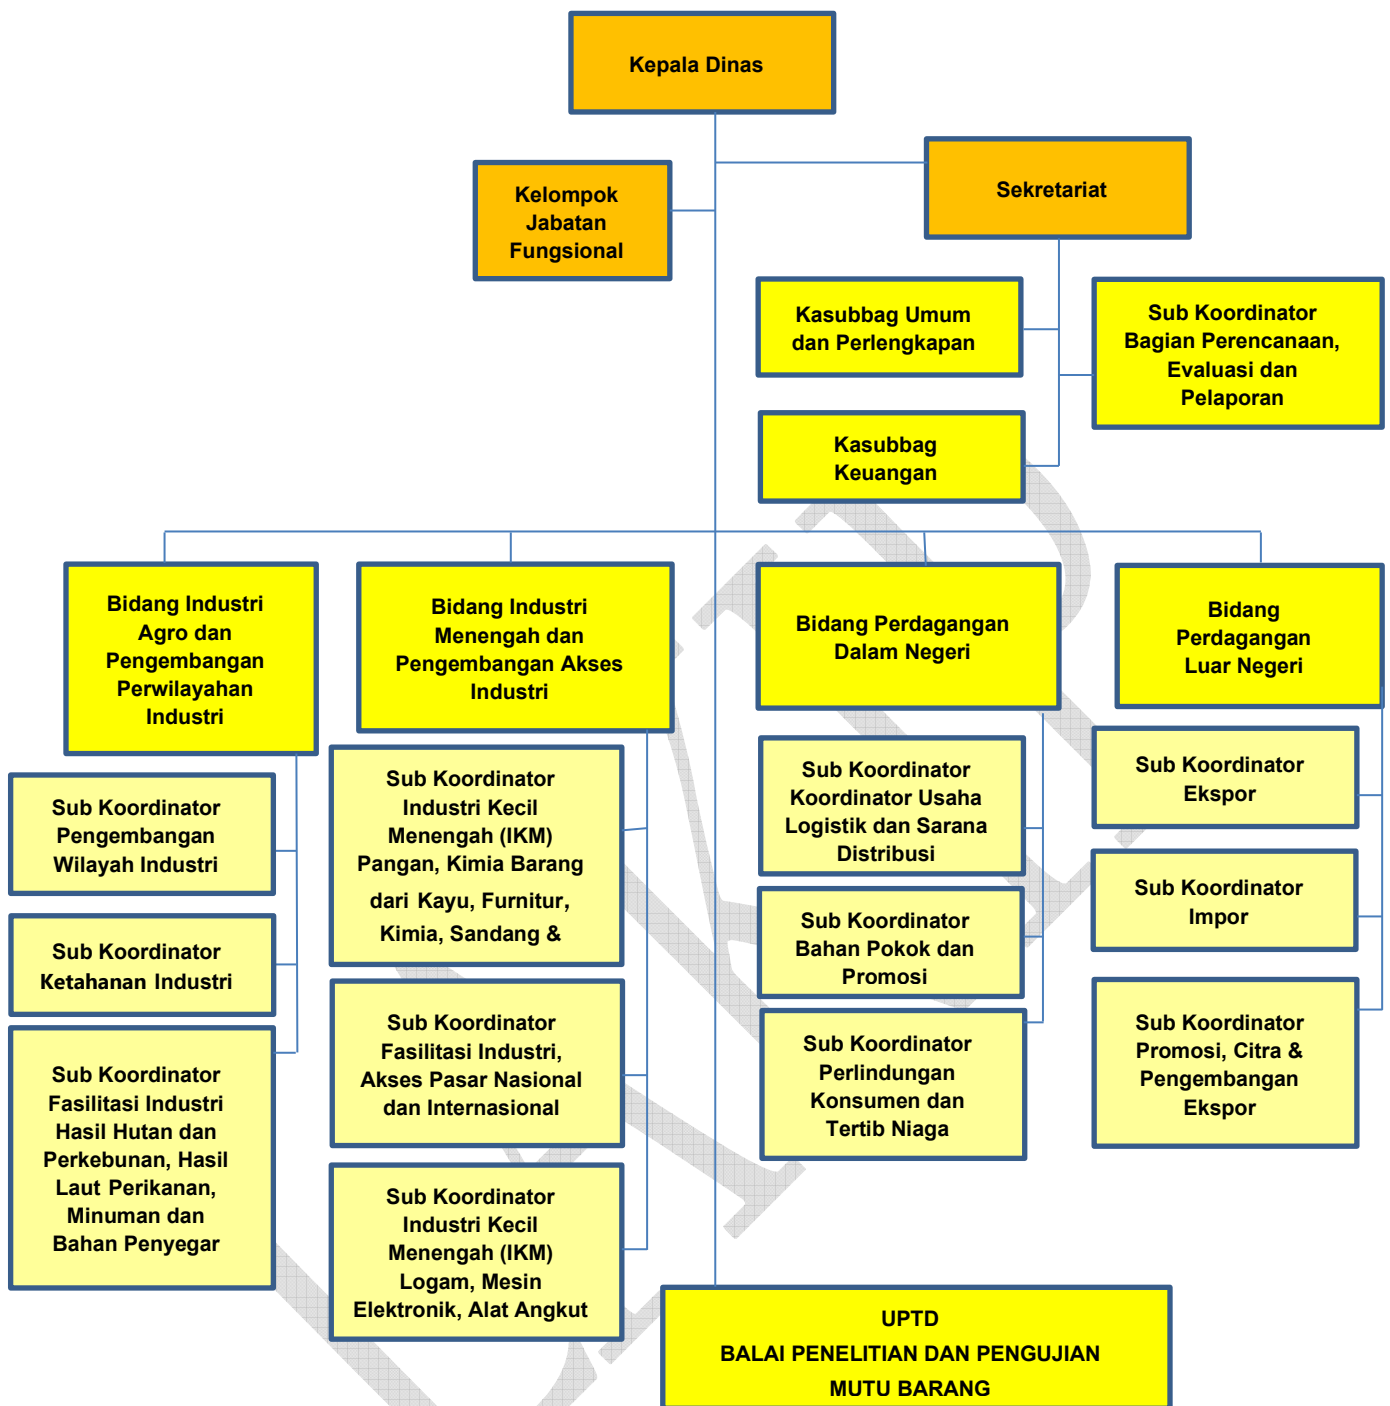 Kepala Dinas
Sekretariat
Kelompok
Jabatan
Fungsional
Kasubbag Umum
dan Perlengkapan
Sub Koordinator
Bagian Perencanaan,
Evaluasi dan
Pelaporan
Kasubbag
Keuangan
Bidang Industri
Agro dan
Pengembangan
Perwilayahan
Industri
Bidang Industri
Menengah dan
Pengembangan Akses
Industri
Bidang Perdagangan
Dalam Negeri
Bidang
Perdagangan
Luar Negeri
Sub Koordinator
Pengembangan
Wilayah Industri
Sub Koordinator
Ketahanan Industri
Sub Koordinator
Fasilitasi Industri
Hasil Hutan dan
Perkebunan, Hasil
Laut Perikanan,
Minuman dan
Bahan Penyegar
Sub Koordinator
Industri Kecil
Menengah (IKM)
Pangan, Kimia Barang
dari Kayu, Furnitur,
Kimia, Sandang &
Sub Koordinator
Fasilitasi Industri,
Akses Pasar Nasional
dan Internasional
Sub Koordinator
Industri Kecil
Menengah (IKM)
Logam, Mesin
Elektronik, Alat Angkut
Sub Koordinator
Koordinator Usaha
Logistik dan Sarana
Distribusi
Sub Koordinator
Bahan Pokok dan
Promosi
Sub Koordinator
Perlindungan
Konsumen dan
Tertib Niaga
Sub Koordinator
Ekspor
Sub Koordinator
Impor
Sub Koordinator
Promosi, Citra &
Pengembangan
Ekspor
UPTD
BALAI PENELITIAN DAN PENGUJIAN
MUTU BARANG